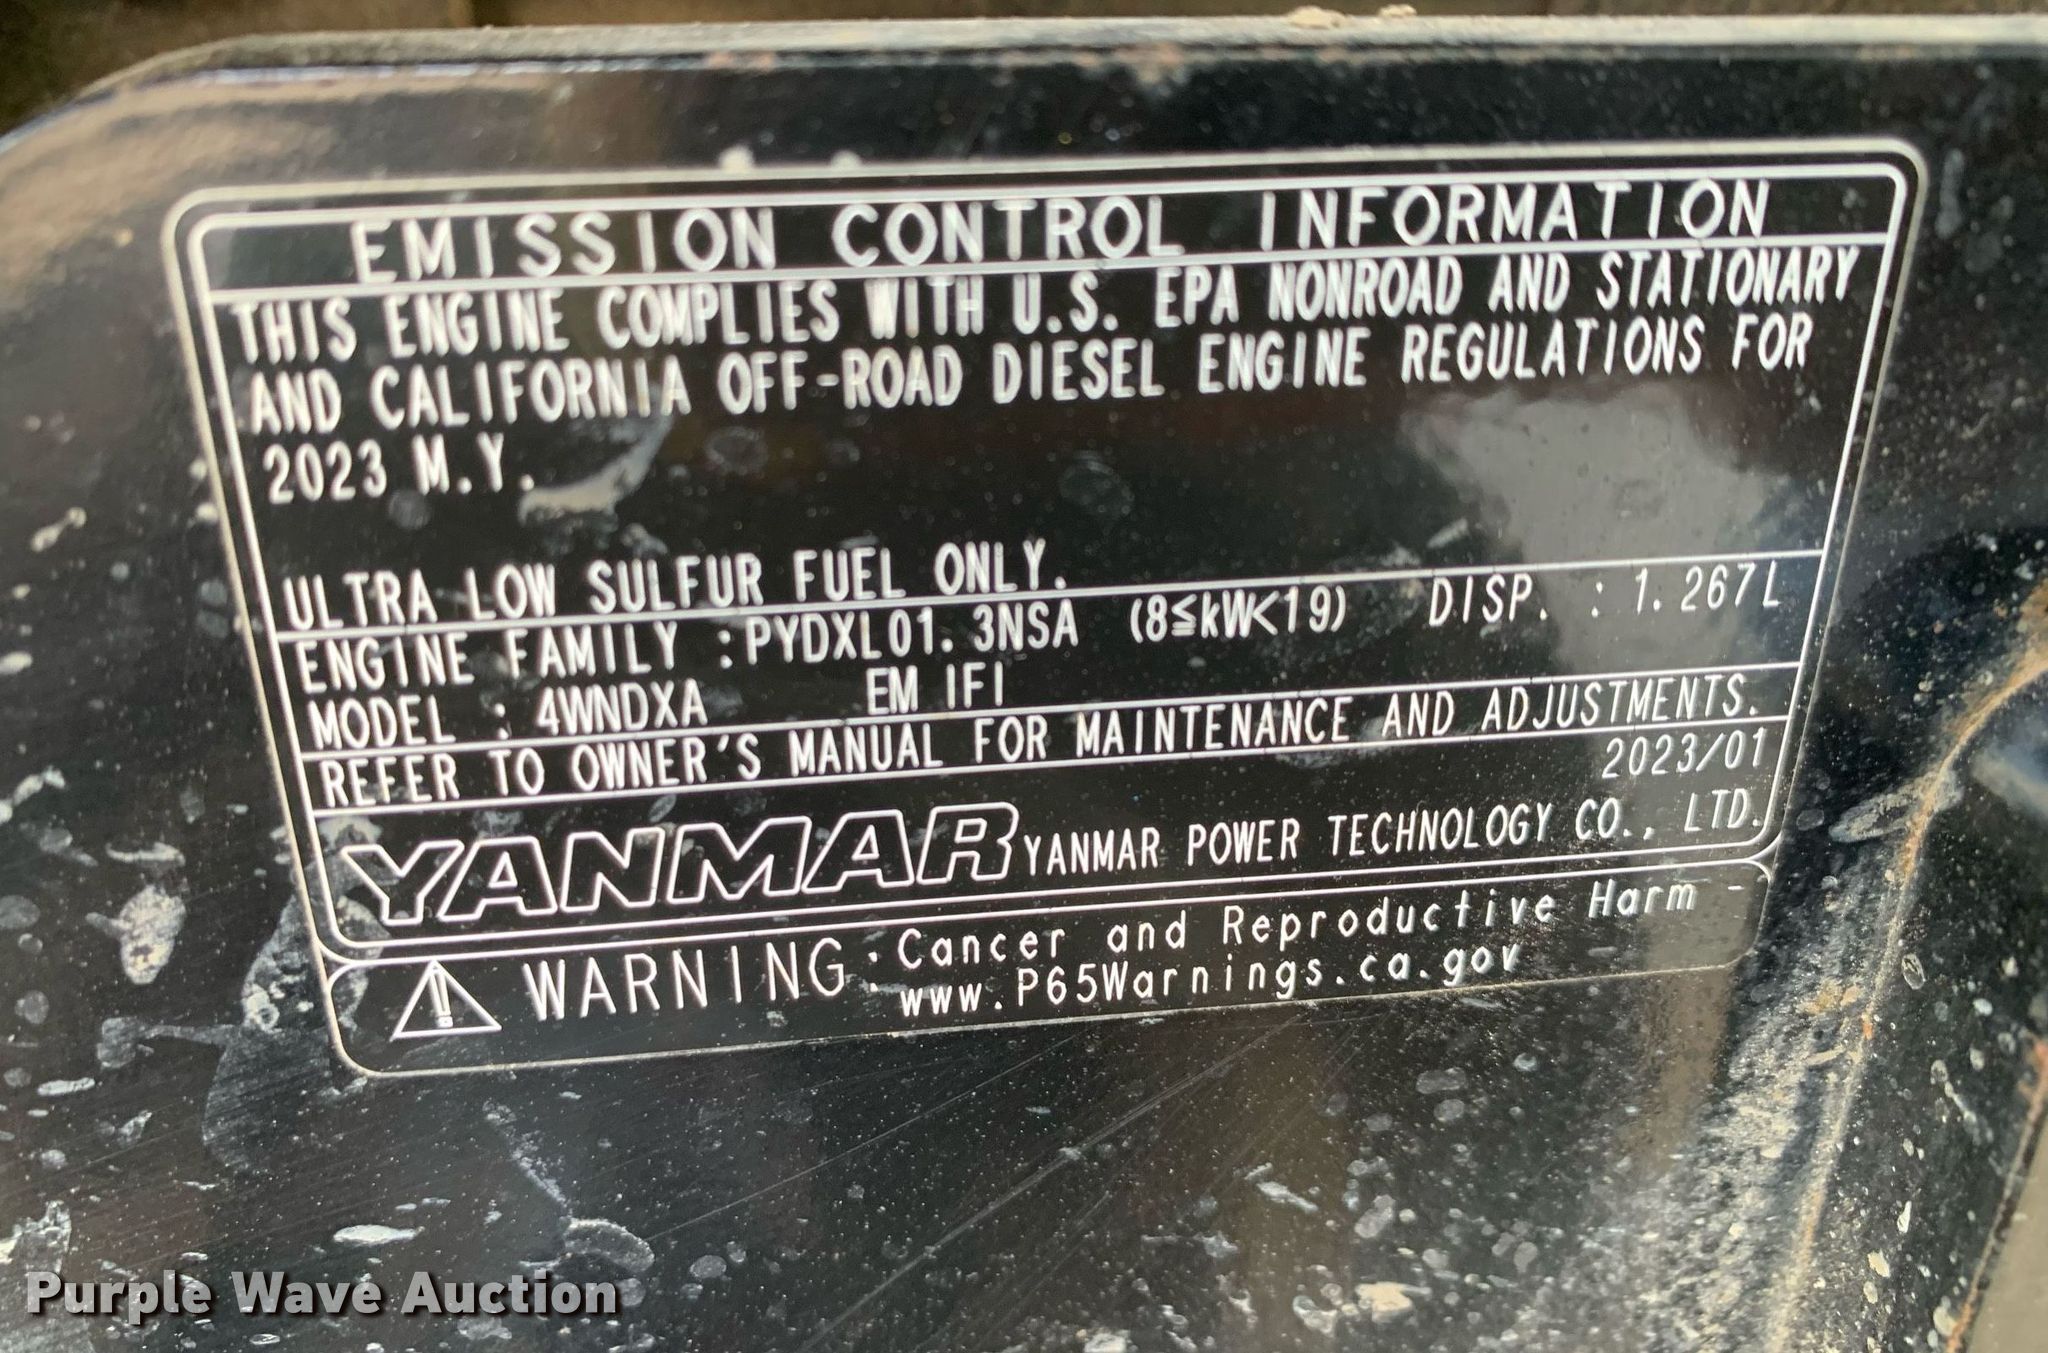 EMISSION CONTROL INFORMATION
THIS ENGINE COMPLIES WITH U.S. EPA NONROAD AND STATIONARY
AND CALIFORNIA OFF-ROAD DIESEL ENGINE REGULATIONS FOR
2023 M.Y.
ULTRA LOW SULFUR FUEL ONLY.
ENGINE FAMILY :PYDXL01.3NSA (8≦kW<19) DISP. : 1.267L
MODEL : 4WNDXA EM IFI
REFER TO OWNER'S MANUAL FOR MAINTENANCE AND ADJUSTMENTS.
2023/01
YANMAR YANMAR POWER TECHNOLOGY CO., LTD.
WARNING: Cancer and Reproductive Harm -
www.P65Warnings.ca.gov
Purple Wave Auction